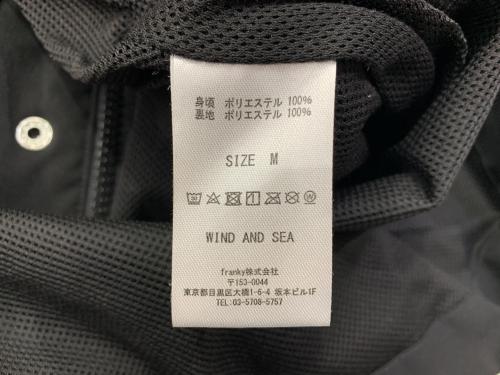 身頃 ポリエステル 100%
裏地 ポリエステル 100%
SIZE M
WIND AND SEA
franky株式会社
〒153-0044
東京都目黒区大橋1-6-4 坂本ビル1F
TEL:03-5708-5757